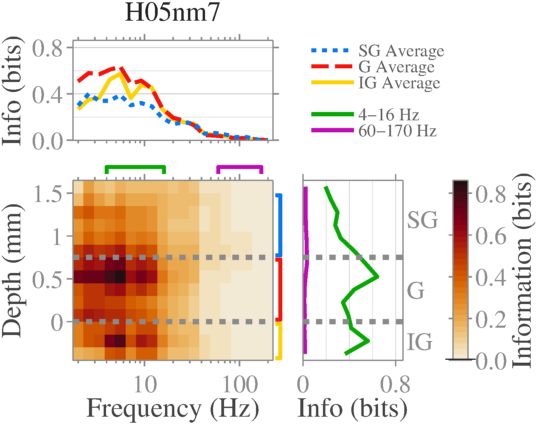 H05nm7
Info (bits)
0.8
0.4
0.0
SG Average
G Average
IG Average
4–16 Hz
60–170 Hz
Depth (mm)
1.5
1.0
0.5
0
10
100
Frequency (Hz)
SG
G
IG
0
0.8
Info (bits)
0.8
0.6
0.4
0.2
0.0
Information (bits)